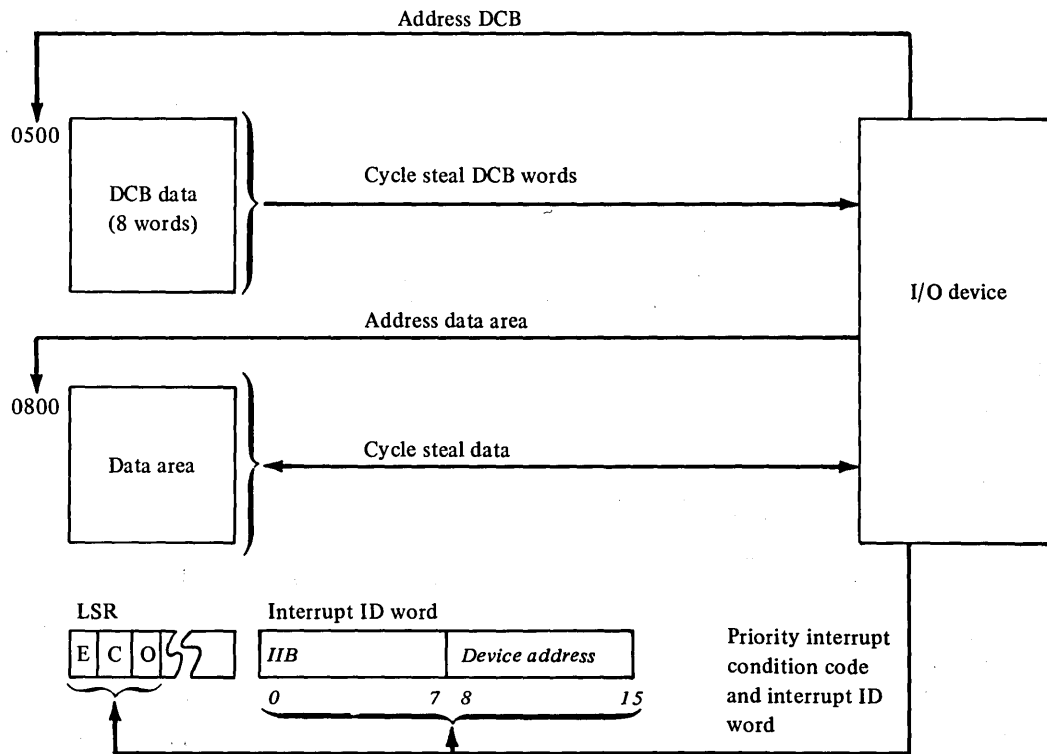 Address DCB
0500
DCB data
(8 words)
Cycle steal DCB words
I/O device
Address data area
0800
Data area
Cycle steal data
LSR
E C O
Interrupt ID word
IIB
Device address
0 7 8 15
Priority interrupt
condition code
and interrupt ID
word